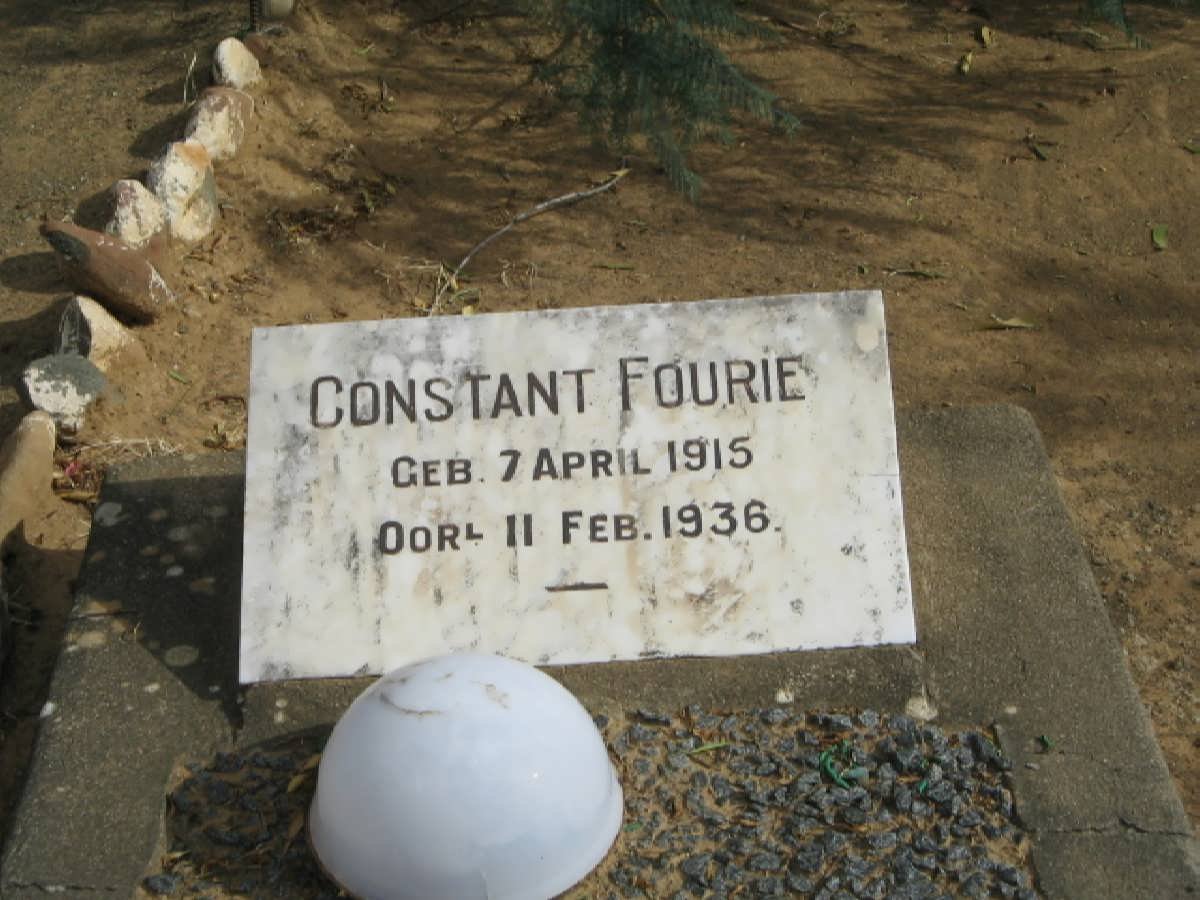 CONSTANT FOURIE
GEB. 7 APRIL 1915
OORL 11 FEB. 1936.